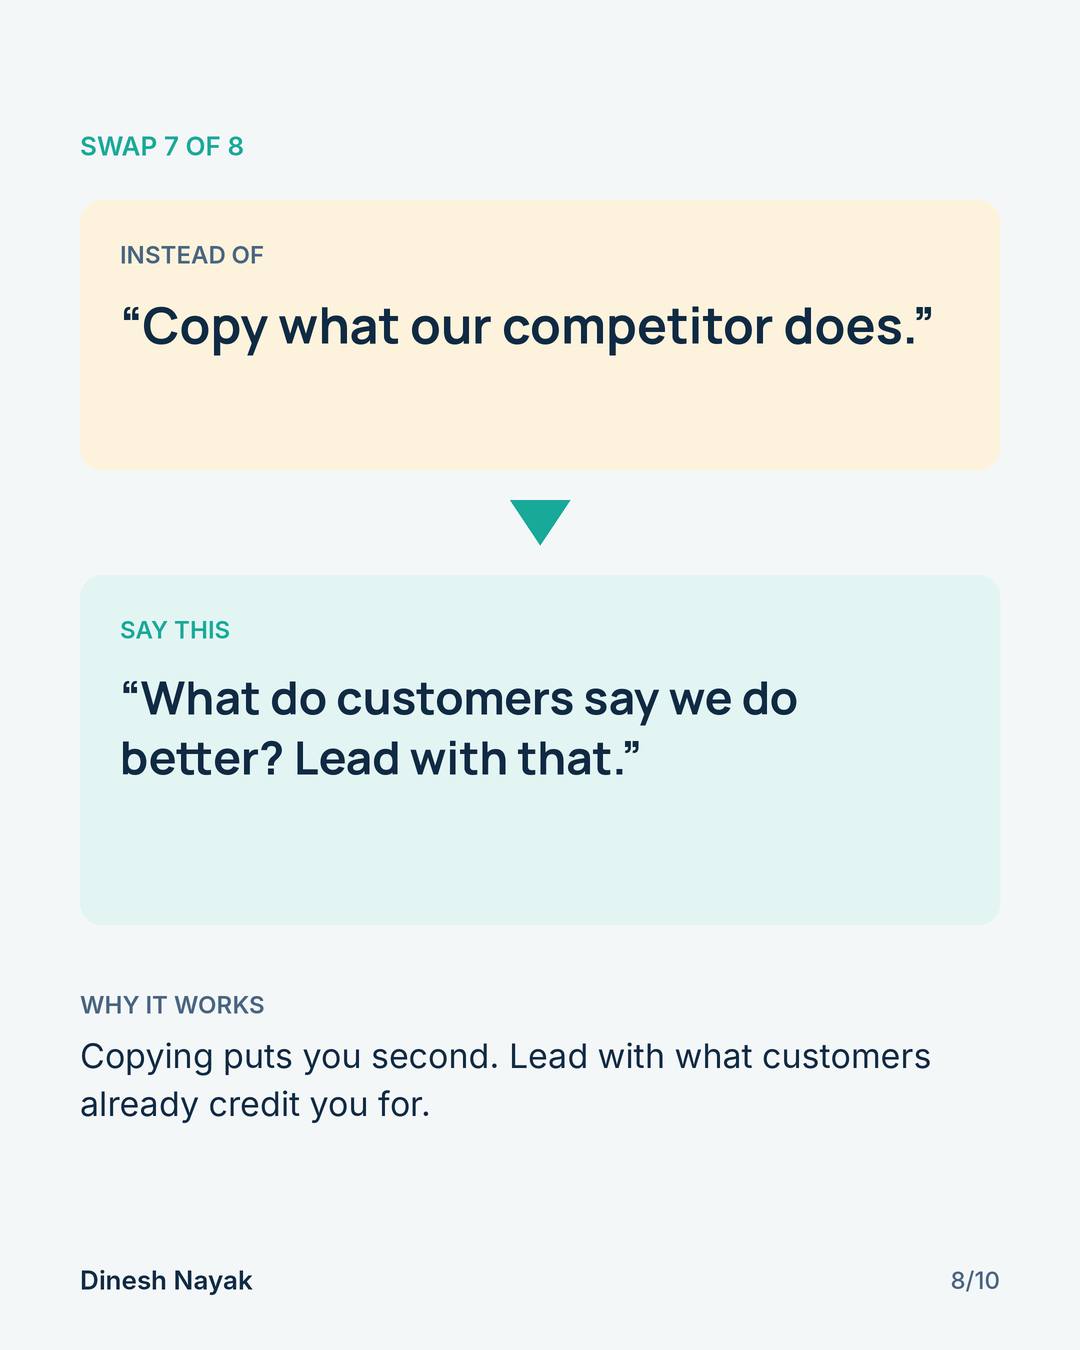 SWAP 7 OF 8
INSTEAD OF
“Copy what our competitor does.”
SAY THIS
“What do customers say we do
better? Lead with that.”
WHY IT WORKS
Copying puts you second. Lead with what customers
already credit you for.
Dinesh Nayak
8/10